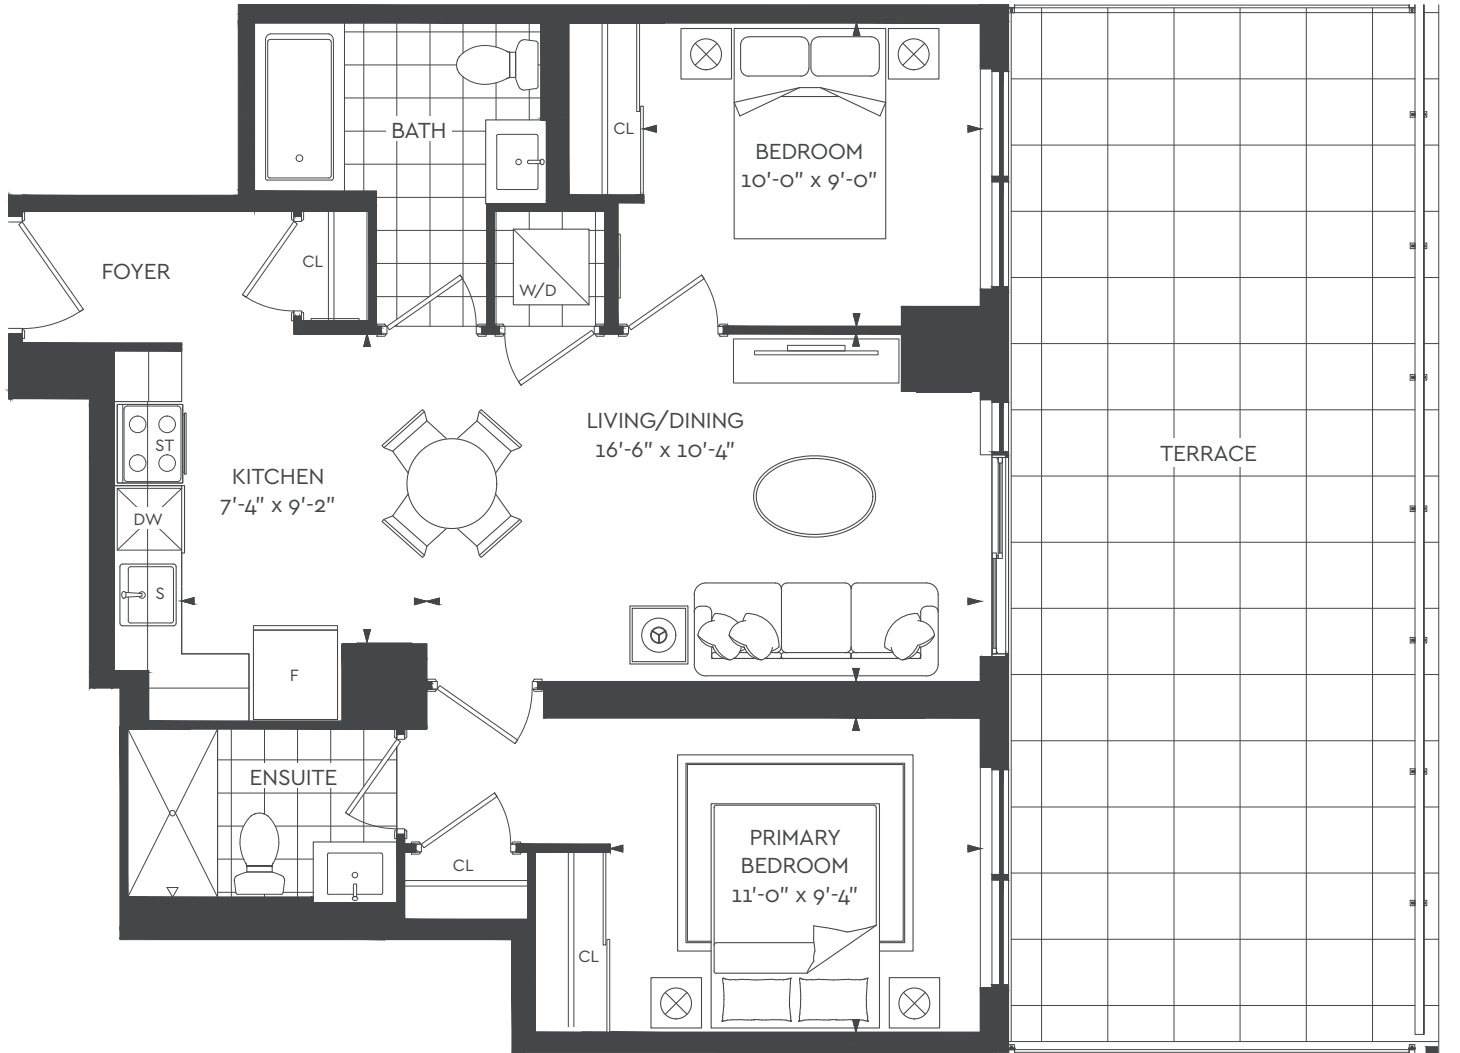 BATH
CL
BEDROOM
10'-0" x 9'-0"
FOYER
CL
W/D
LIVING/DINING
16'-6" x 10'-4"
ST
KITCHEN
7'-4" x 9'-2"
DW
S
TERRACE
F
ENSUITE
CL
PRIMARY
BEDROOM
11'-0" x 9'-4"
CL